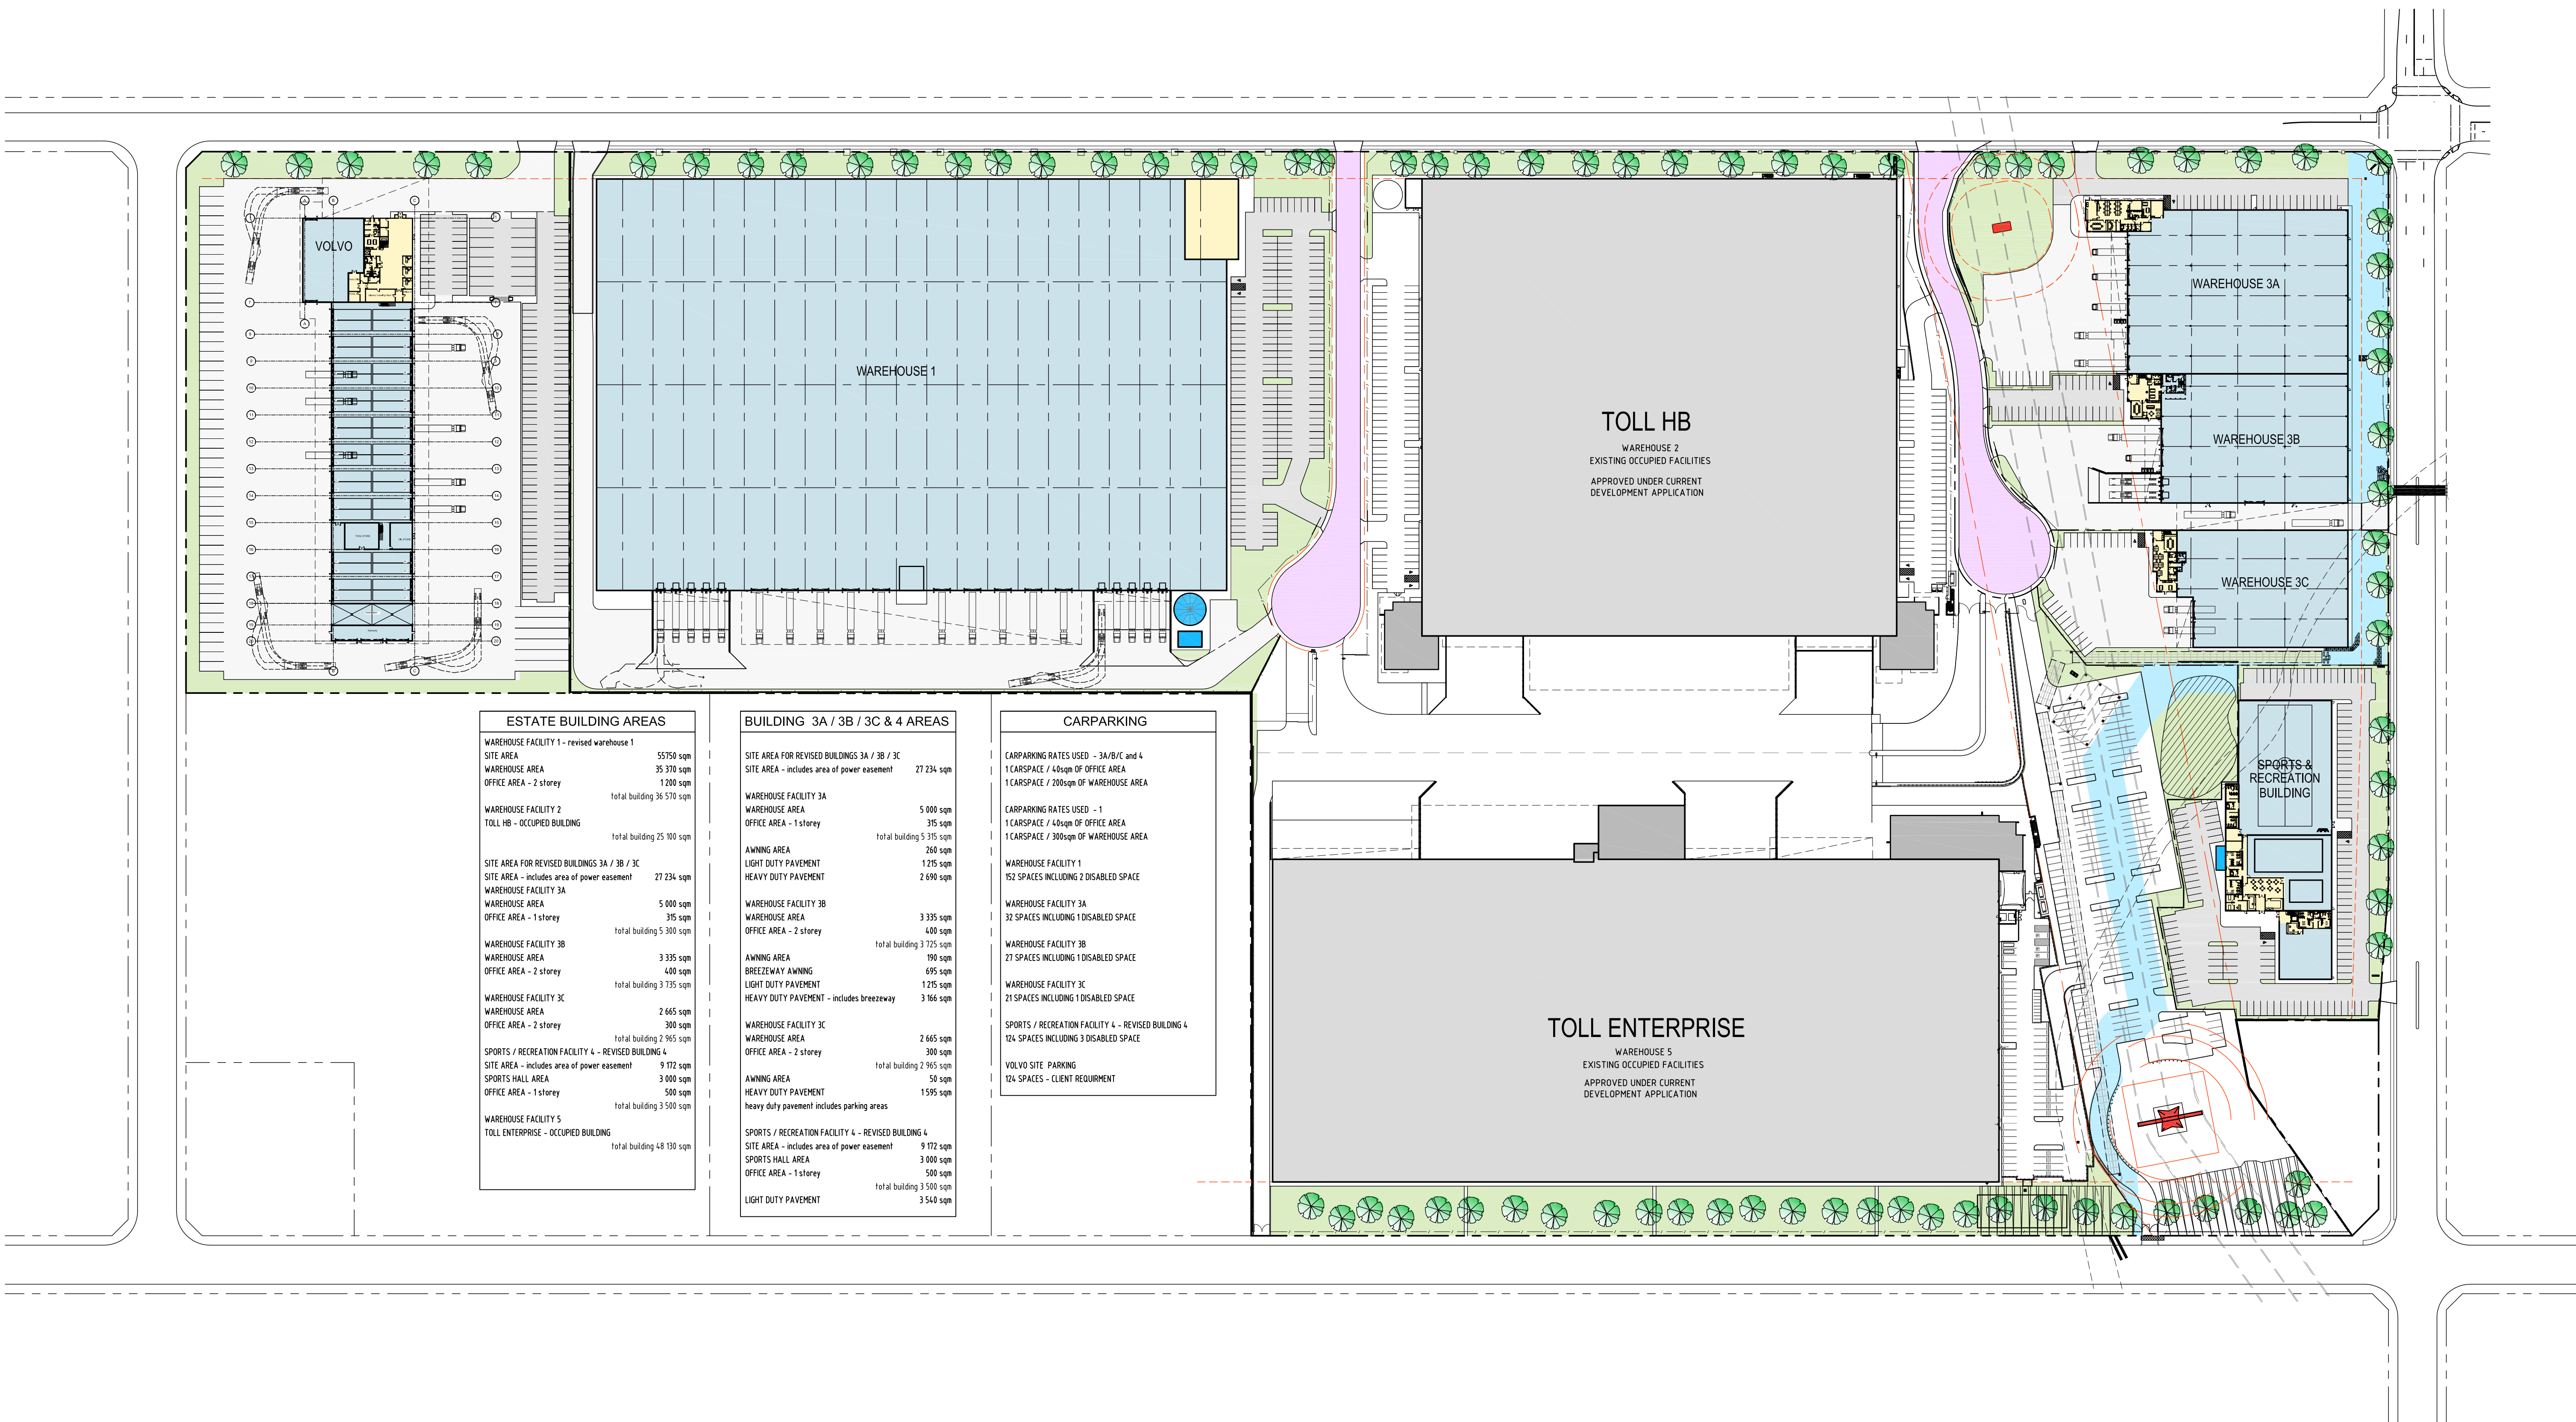 VOLVO
WAREHOUSE 1
TOLL HB
WAREHOUSE 2
EXISTING OCCUPIED FACILITIES
APPROVED UNDER CURRENT
DEVELOPMENT APPLICATION
WAREHOUSE 3A
WAREHOUSE 3B
WAREHOUSE 3C
SPORTS &
RECREATION
BUILDING
TOLL ENTERPRISE
WAREHOUSE 5
EXISTING OCCUPIED FACILITIES
APPROVED UNDER CURRENT
DEVELOPMENT APPLICATION
ESTATE BUILDING AREAS
WAREHOUSE FACILITY 1 - revised warehouse 1
SITE AREA 55750 sqm
WAREHOUSE AREA 35 370 sqm
OFFICE AREA - 2 storey 1 200 sqm
total building 36 570 sqm
WAREHOUSE FACILITY 2
TOLL HB - OCCUPIED BUILDING
total building 25 100 sqm
SITE AREA FOR REVISED BUILDINGS 3A / 3B / 3C
SITE AREA - includes area of power easement 27 234 sqm
WAREHOUSE FACILITY 3A
WAREHOUSE AREA 5 000 sqm
OFFICE AREA - 1 storey 315 sqm
total building 5 300 sqm
WAREHOUSE FACILITY 3B
WAREHOUSE AREA 3 335 sqm
OFFICE AREA - 2 storey 400 sqm
total building 3 735 sqm
WAREHOUSE FACILITY 3C
WAREHOUSE AREA 2 665 sqm
OFFICE AREA - 2 storey 300 sqm
total building 2 965 sqm
SPORTS / RECREATION FACILITY 4 - REVISED BUILDING 4
SITE AREA - includes area of power easement 9 172 sqm
SPORTS HALL AREA 3 000 sqm
OFFICE AREA - 1 storey 500 sqm
total building 3 500 sqm
WAREHOUSE FACILITY 5
TOLL ENTERPRISE - OCCUPIED BUILDING
total building 48 130 sqm
BUILDING 3A / 3B / 3C & 4 AREAS
SITE AREA FOR REVISED BUILDINGS 3A / 3B / 3C
SITE AREA - includes area of power easement 27 234 sqm
WAREHOUSE FACILITY 3A
WAREHOUSE AREA 5 000 sqm
OFFICE AREA - 1 storey 315 sqm
total building 5 315 sqm
AWNING AREA 260 sqm
LIGHT DUTY PAVEMENT 1 215 sqm
HEAVY DUTY PAVEMENT 2 690 sqm
WAREHOUSE FACILITY 3B
WAREHOUSE AREA 3 335 sqm
OFFICE AREA - 2 storey 400 sqm
total building 3 725 sqm
AWNING AREA 190 sqm
BREEZEWAY AWNING 695 sqm
LIGHT DUTY PAVEMENT 1 215 sqm
HEAVY DUTY PAVEMENT - includes breezeway 3 166 sqm
WAREHOUSE FACILITY 3C
WAREHOUSE AREA 2 665 sqm
OFFICE AREA - 2 storey 300 sqm
total building 2 965 sqm
AWNING AREA 50 sqm
HEAVY DUTY PAVEMENT 1 595 sqm
heavy duty pavement includes parking areas
SPORTS / RECREATION FACILITY 4 - REVISED BUILDING 4
SITE AREA - includes area of power easement 9 172 sqm
SPORTS HALL AREA 3 000 sqm
OFFICE AREA - 1 storey 500 sqm
total building 3 500 sqm
LIGHT DUTY PAVEMENT 3 540 sqm
CARPARKING
CARPARKING RATES USED - 3A/B/C and 4
1 CARSPACE / 40sqm OF OFFICE AREA
1 CARSPACE / 200sqm OF WAREHOUSE AREA
CARPARKING RATES USED - 1
1 CARSPACE / 40sqm OF OFFICE AREA
1 CARSPACE / 300sqm OF WAREHOUSE AREA
WAREHOUSE FACILITY 1
152 SPACES INCLUDING 2 DISABLED SPACE
WAREHOUSE FACILITY 3A
32 SPACES INCLUDING 1 DISABLED SPACE
WAREHOUSE FACILITY 3B
27 SPACES INCLUDING 1 DISABLED SPACE
WAREHOUSE FACILITY 3C
21 SPACES INCLUDING 1 DISABLED SPACE
SPORTS / RECREATION FACILITY 4 - REVISED BUILDING 4
124 SPACES INCLUDING 3 DISABLED SPACE
VOLVO SITE PARKING
124 SPACES - CLIENT REQUIRMENT